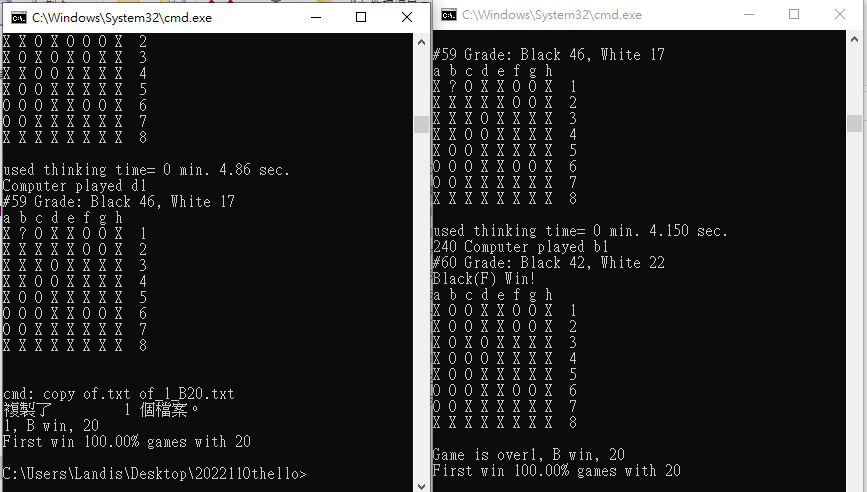 C:\Windows\System32\cmd.exe
X X O X O O O X 2
X O X O X O X X 3
X X O O X X X X 4
X O O X X X X X 5
O O O X X O O X 6
O O X X X X X X 7
X X X X X X X X 8
used thinking time= 0 min. 4.86 sec.
Computer played d1
#59 Grade: Black 46, White 17
a b c d e f g h
X ? O X X O O X 1
X X X X X O O X 2
X X X O X X X X 3
X X O O X X X X 4
X O O X X X X X 5
O O O X X O O X 6
O O X X X X X X 7
X X X X X X X X 8
cmd: copy of.txt of_1_B20.txt
複製了 1 個檔案。
1, B win, 20
First win 100.00% games with 20
C:\Users\Landis\Desktop\202211Othello>
C:\Windows\System32\cmd.exe
#59 Grade: Black 46, White 17
a b c d e f g h
X ? O X X O O X 1
X X X X X O O X 2
X X X O X X X X 3
X X O O X X X X 4
X O O X X X X X 5
O O O X X O O X 6
O O X X X X X X 7
X X X X X X X X 8
used thinking time= 0 min. 4.150 sec.
240 Computer played b1
#60 Grade: Black 42, White 22
Black(F) Win!
a b c d e f g h
X O O X X O O X 1
X O O X X O O X 2
X O X O X X X X 3
X O O O X X X X 4
X O O X X X X X 5
O O O X X O O X 6
O O X X X X X X 7
X X X X X X X X 8
Game is over1, B win, 20
First win 100.00% games with 20